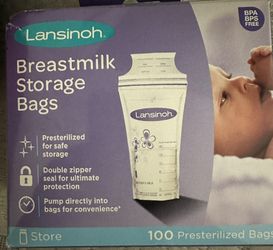 Lansinoh.
BPA
BPS
FREE
Breastmilk
Storage
Bags
Presterilized
for safe
storage
Double zipper
seal for ultimate
protection
Pump directly into
bags for convenience*
Lansinoh.
Store
100 Presterilized Bags